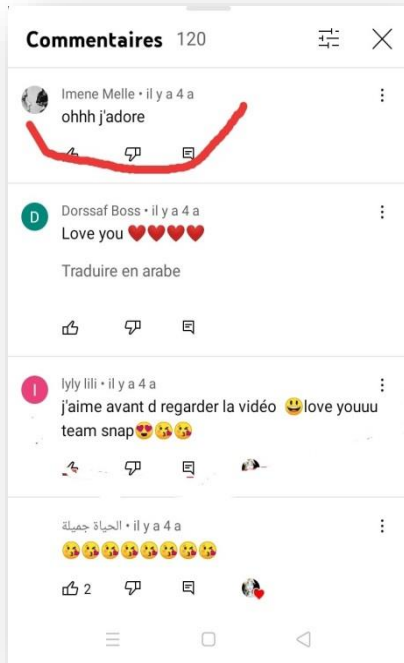 Commentaires 120
Imene Melle • il y a 4 a
ohhh j'adore
D
Dorssaf Boss • il y a 4 a
Love you ❤️❤️❤️❤️
Traduire en arabe
I
lyly lili • il y a 4 a
j'aime avant d regarder la vidéo 😃love youuu
team snap😍😘😘
الحياة جميلة • il y a 4 a
😘😘😘😘😘😘😘😘
2